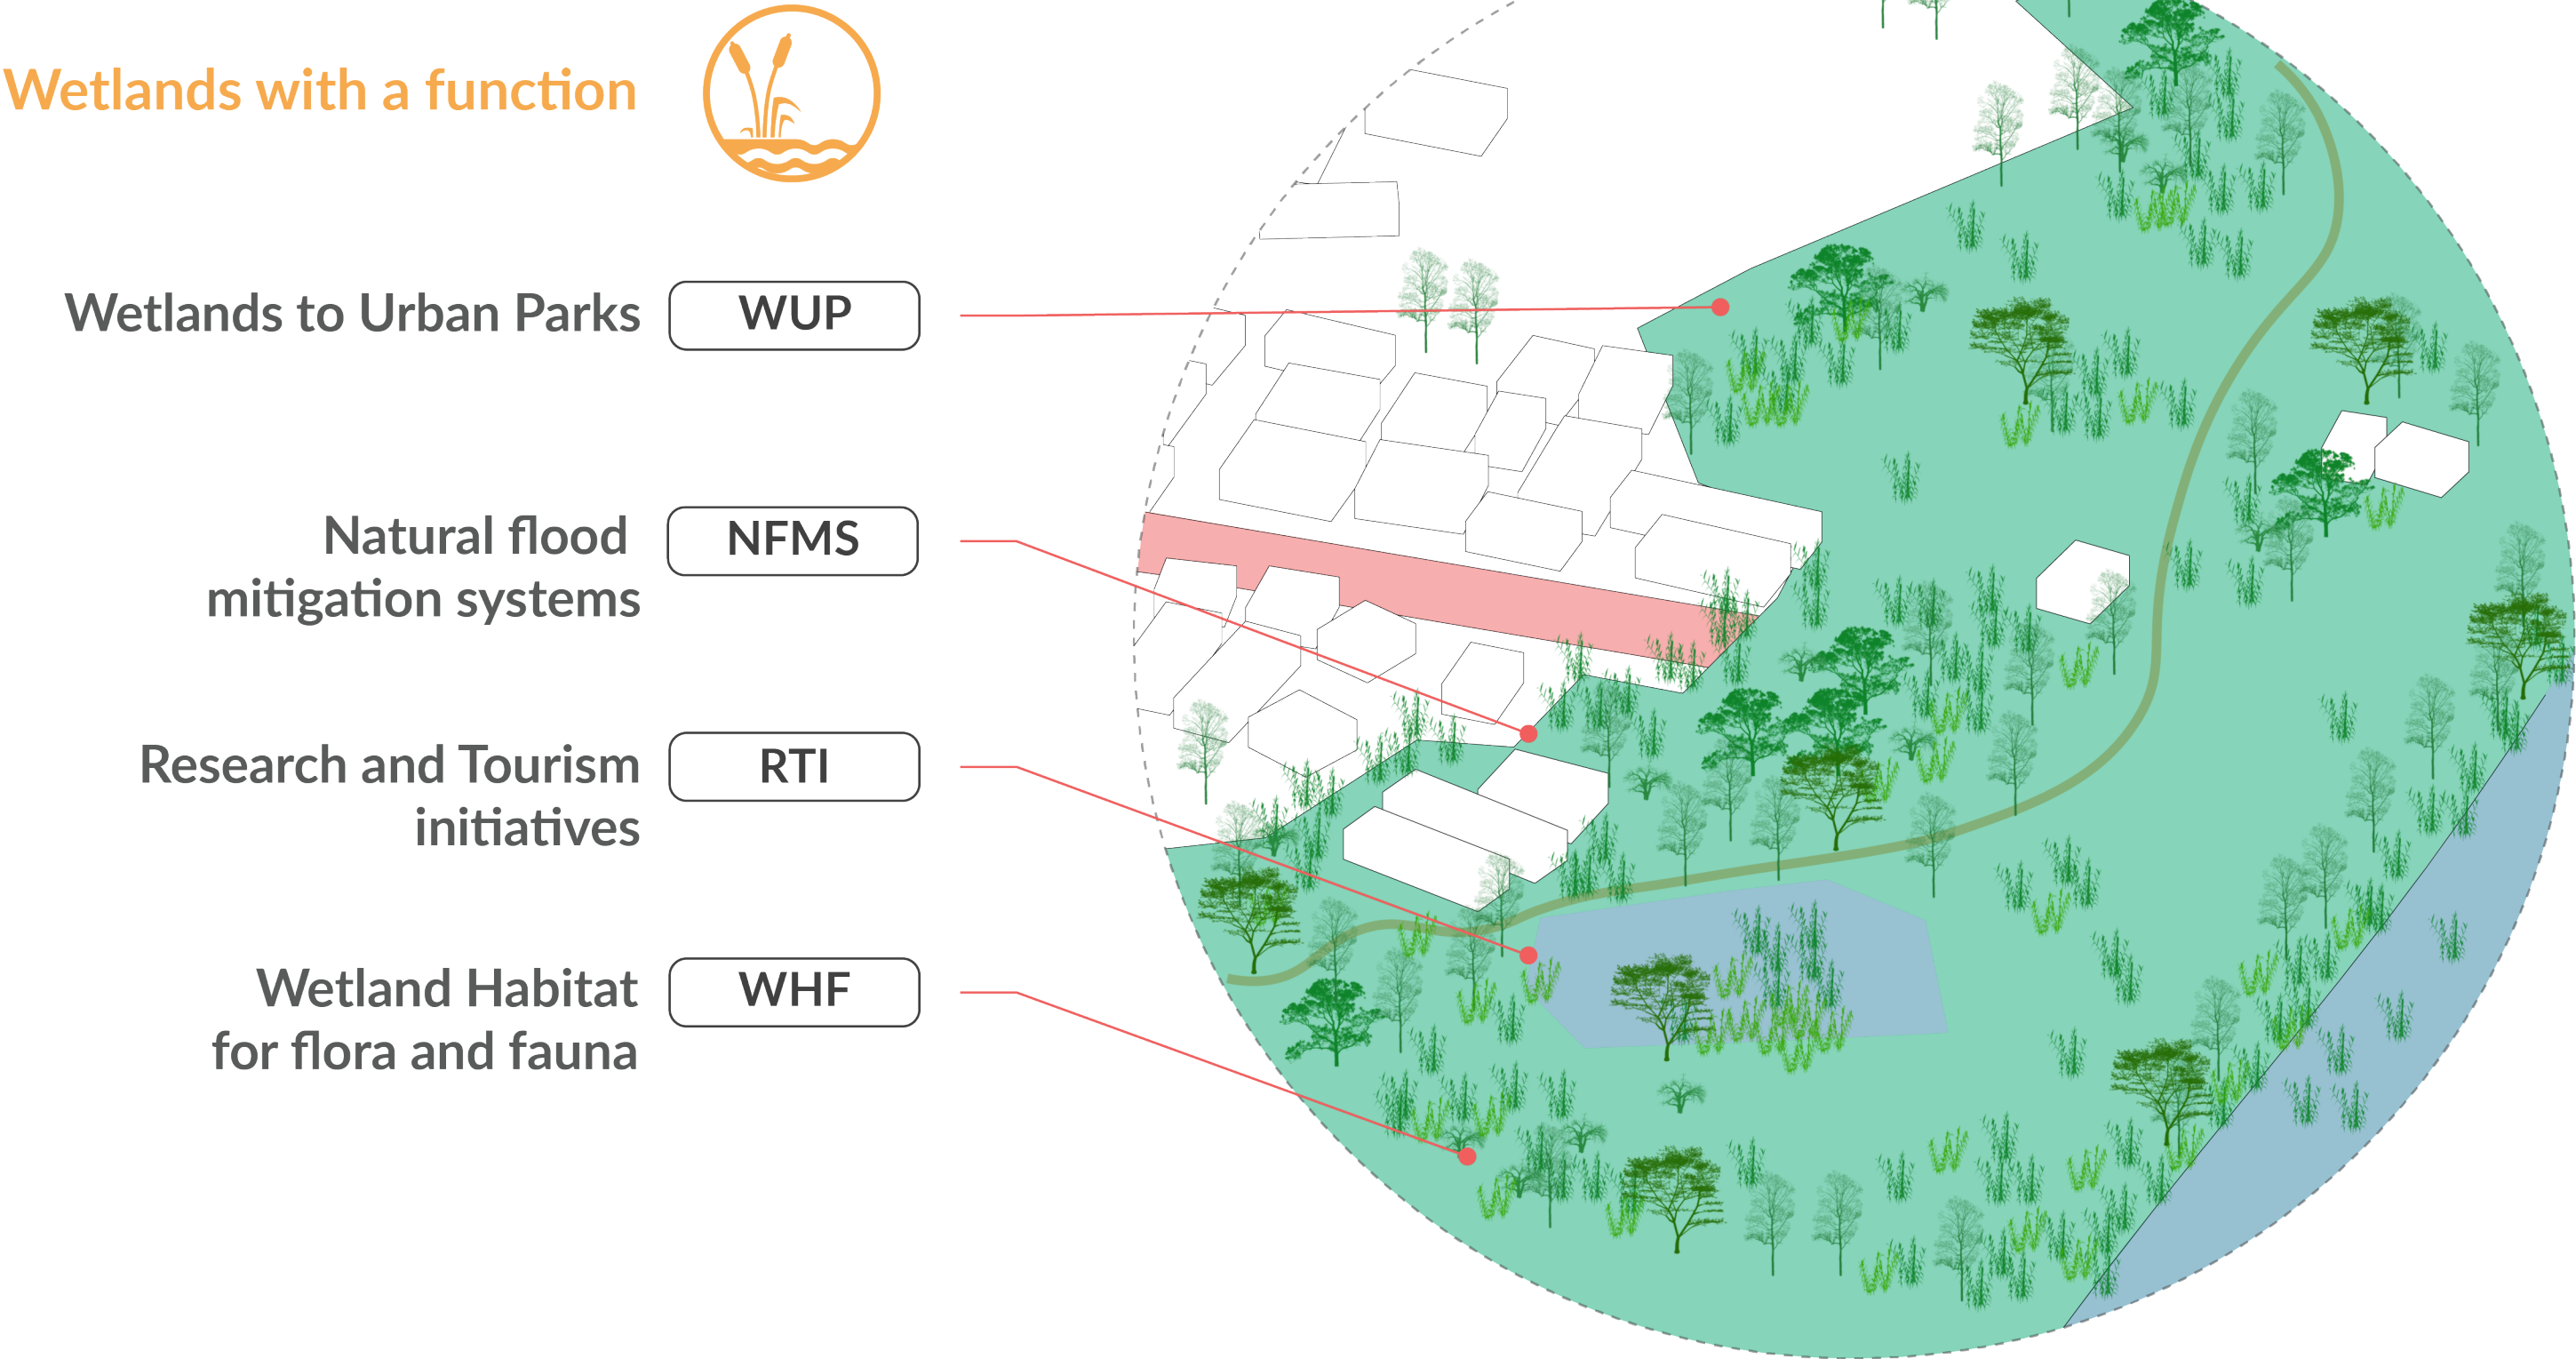 Wetlands with a function
Wetlands to Urban Parks WUP
Natural flood NFMS
mitigation systems
Research and Tourism RTI
initiatives
Wetland Habitat WHF
for flora and fauna